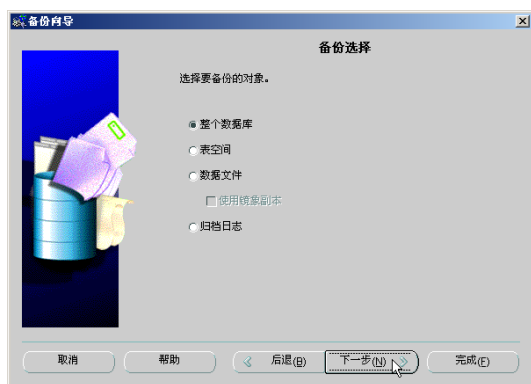 备份向导
备份选择
选择要备份的对象。
整个数据库
表空间
数据文件
使用镜象副本
归档日志
取消 帮助 后退(B) 下一步(N) 完成(F)